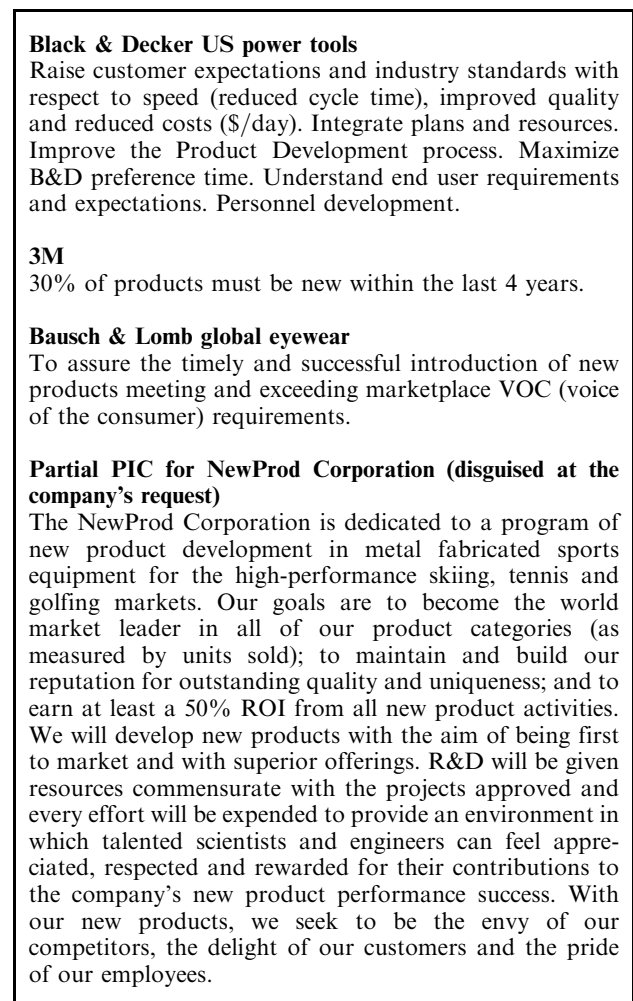 Black & Decker US power tools
Raise customer expectations and industry standards with
respect to speed (reduced cycle time), improved quality
and reduced costs ($/day). Integrate plans and resources.
Improve the Product Development process. Maximize
B&D preference time. Understand end user requirements
and expectations. Personnel development.
3M
30% of products must be new within the last 4 years.
Bausch & Lomb global eyewear
To assure the timely and successful introduction of new
products meeting and exceeding marketplace VOC (voice
of the consumer) requirements.
Partial PIC for NewProd Corporation (disguised at the
company's request)
The NewProd Corporation is dedicated to a program of
new product development in metal fabricated sports
equipment for the high-performance skiing, tennis and
golfing markets. Our goals are to become the world
market leader in all of our product categories (as
measured by units sold); to maintain and build our
reputation for outstanding quality and uniqueness; and to
earn at least a 50% ROI from all new product activities.
We will develop new products with the aim of being first
to market and with superior offerings. R&D will be given
resources commensurate with the projects approved and
every effort will be expended to provide an environment in
which talented scientists and engineers can feel appre-
ciated, respected and rewarded for their contributions to
the company's new product performance success. With
our new products, we seek to be the envy of our
competitors, the delight of our customers and the pride
of our employees.